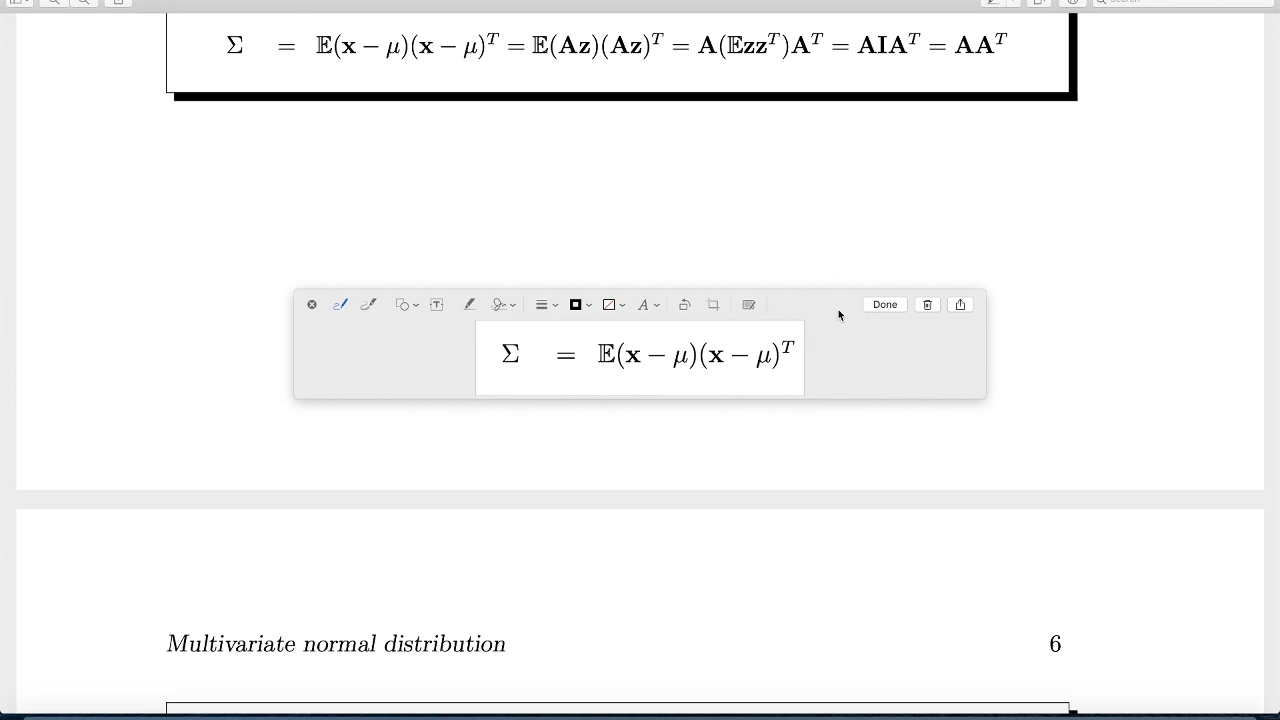 Σ = 𝔼(𝐱 − μ)(𝐱 − μ)ᵀ = 𝔼(𝐀𝐳)(𝐀𝐳)ᵀ = 𝐀(𝔼𝐳𝐳ᵀ)𝐀ᵀ = 𝐀𝐈𝐀ᵀ = 𝐀𝐀ᵀ
Done
Σ = 𝔼(𝐱 − μ)(𝐱 − μ)ᵀ
Multivariate normal distribution 6